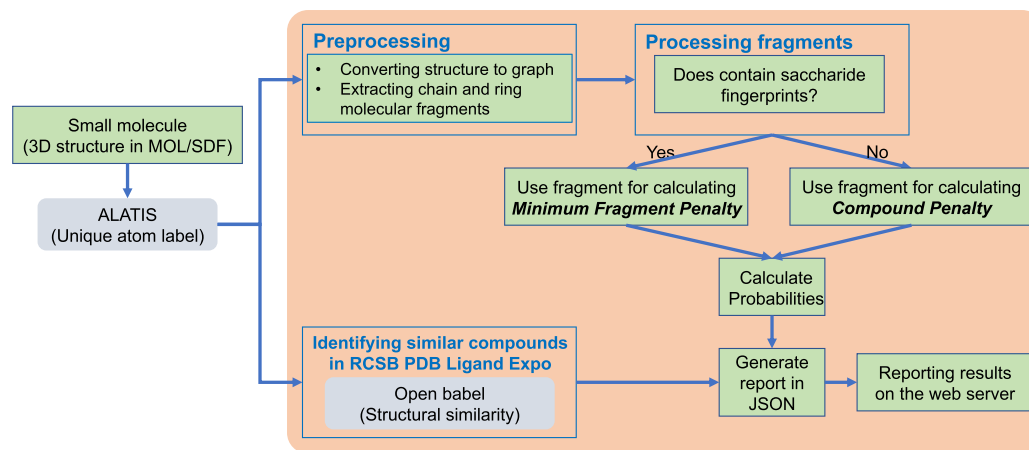 Small molecule
(3D structure in MOL/SDF)
ALATIS
(Unique atom label)
Preprocessing
• Converting structure to graph
• Extracting chain and ring
molecular fragments
Processing fragments
Does contain saccharide
fingerprints?
Yes
No
Use fragment for calculating
Minimum Fragment Penalty
Use fragment for calculating
Compound Penalty
Calculate
Probabilities
Identifying similar compounds
in RCSB PDB Ligand Expo
Open babel
(Structural similarity)
Generate
report in
JSON
Reporting results
on the web server